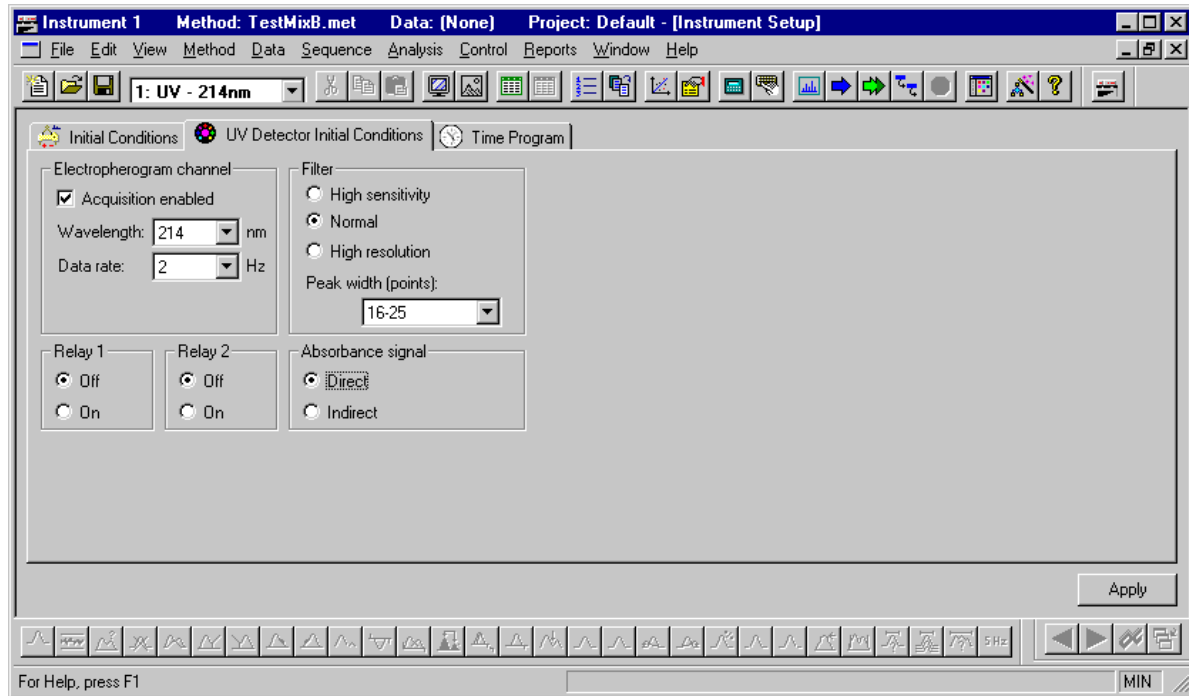 Instrument 1 Method: TestMixB.met Data: (None) Project: Default - [Instrument Setup]
File Edit View Method Data Sequence Analysis Control Reports Window Help
1: UV - 214nm
Initial Conditions UV Detector Initial Conditions Time Program
Electropherogram channel
Acquisition enabled
Wavelength: 214 nm
Data rate: 2 Hz
Filter
High sensitivity
Normal
High resolution
Peak width (points):
16-25
Relay 1
Off
On
Relay 2
Off
On
Absorbance signal
Direct
Indirect
Apply
5 Hz
For Help, press F1
MIN